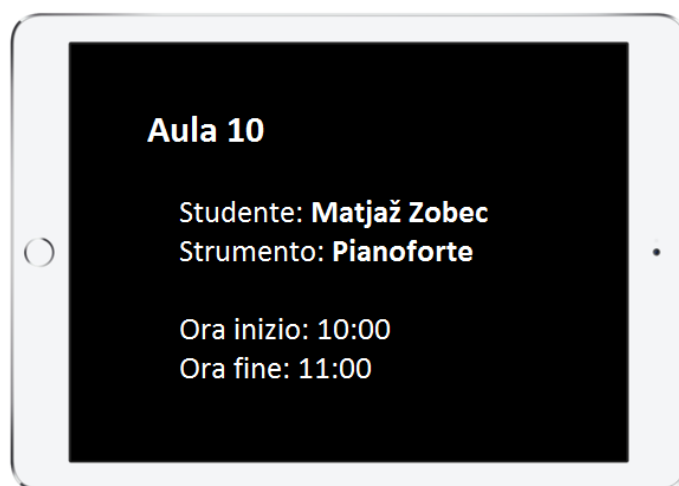 Aula 10
Studente: Matjaž Zobec
Strumento: Pianoforte
Ora inizio: 10:00
Ora fine: 11:00